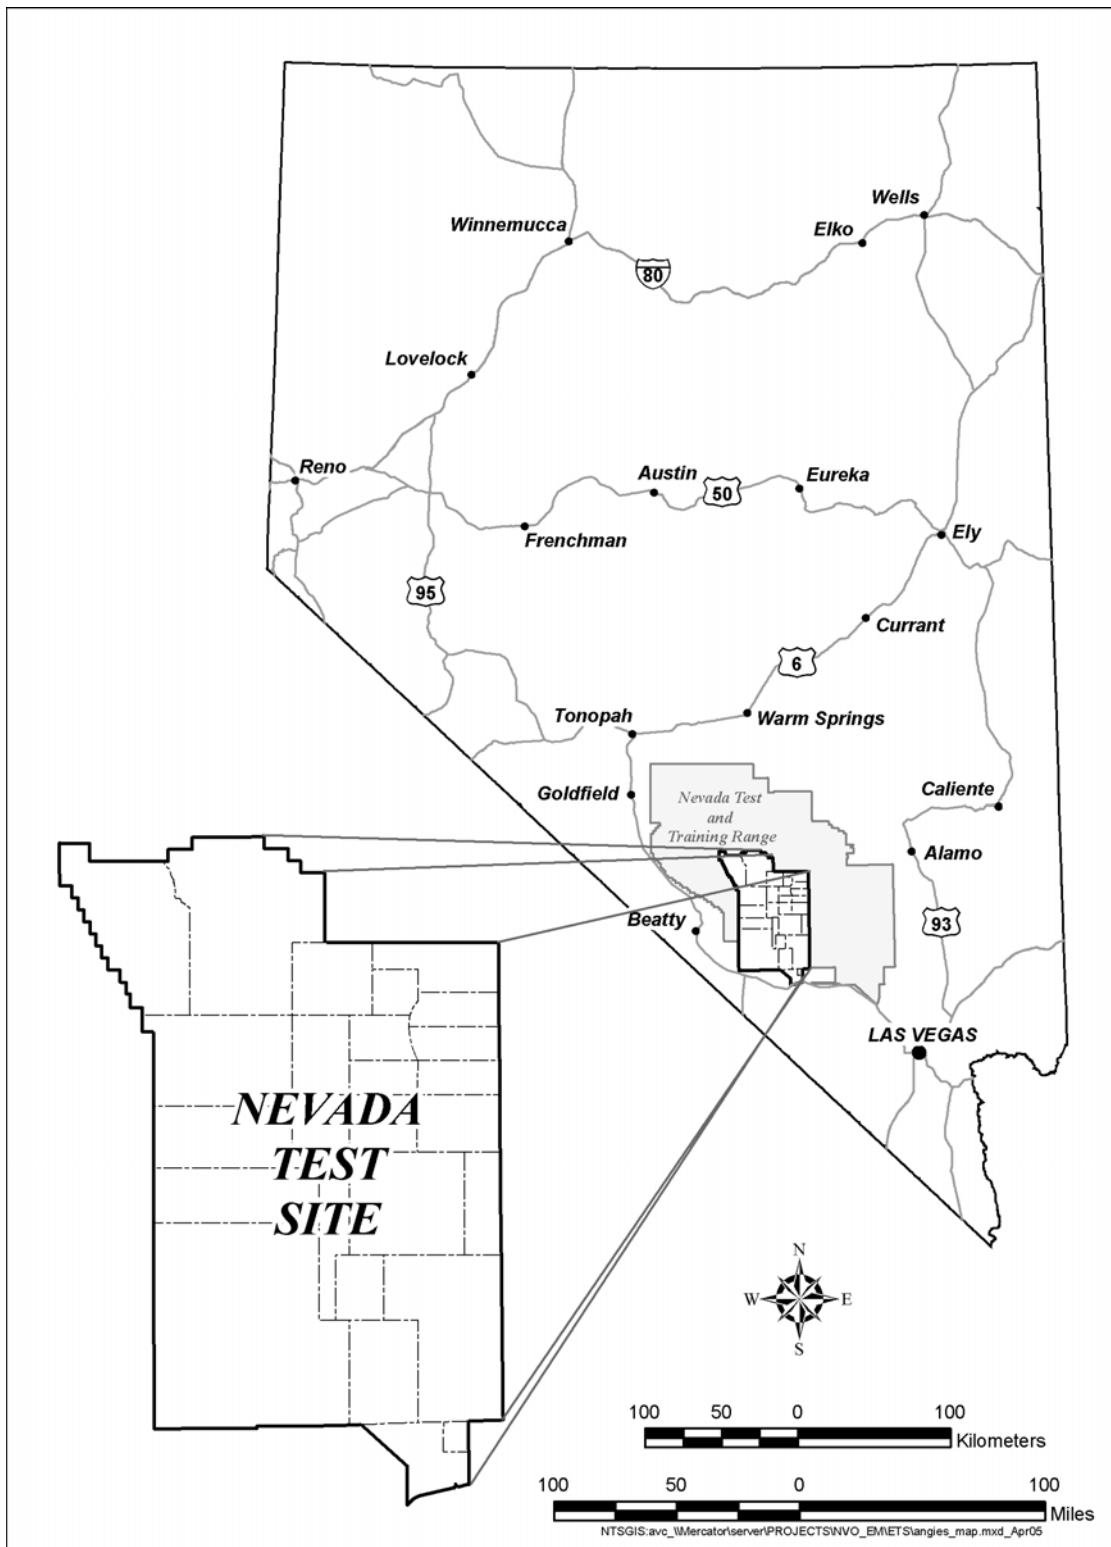 Wells
Winnemucca
Elko
80
Lovelock
Reno
Austin
Eureka
50
Frenchman
Ely
95
Currant
6
Tonopah
Warm Springs
Goldfield
Nevada Test
and
Training Range
Caliente
Alamo
Beatty
93
LAS VEGAS
NEVADA
TEST
SITE
N
W
E
S
100 50 0 100
Kilometers
100 50 0 100
Miles
NTSGIS:avc_\\Mercator\server\PROJECTS\NVO_EM\ETS\angies_map.mxd_Apr05